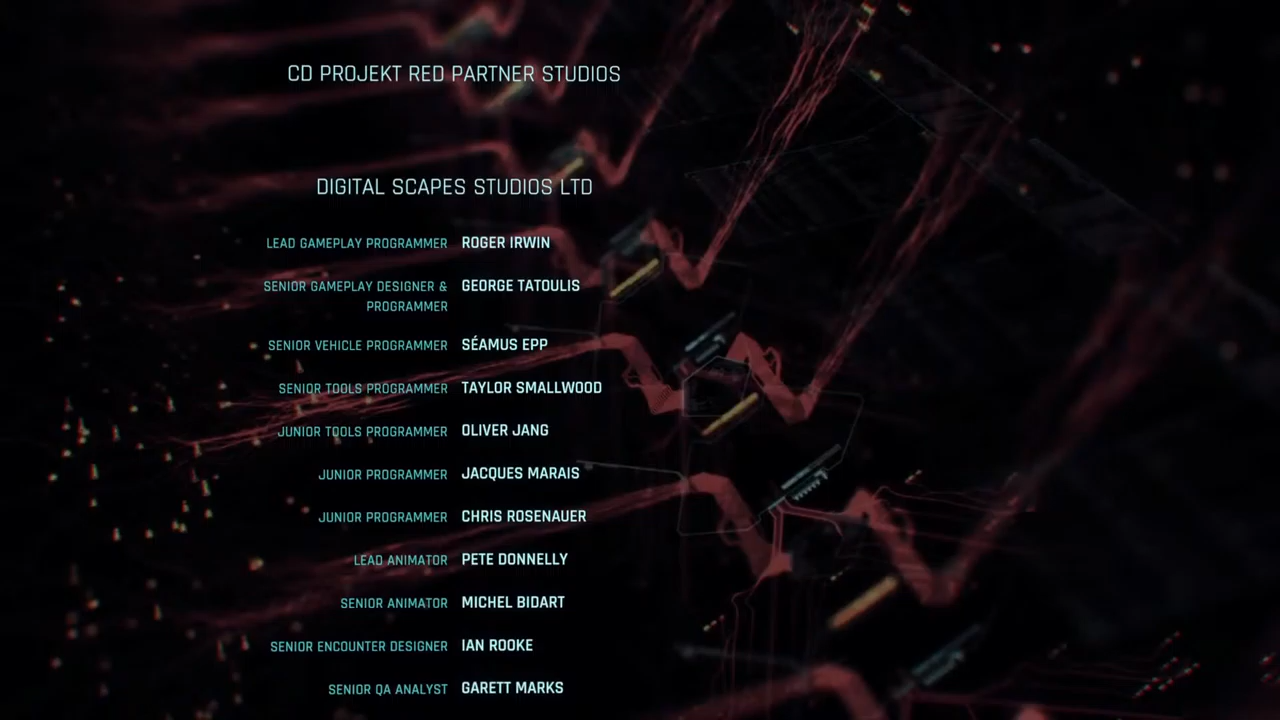 CD PROJEKT RED PARTNER STUDIOS
DIGITAL SCAPES STUDIOS LTD
LEAD GAMEPLAY PROGRAMMER ROGER IRWIN
SENIOR GAMEPLAY DESIGNER & GEORGE TATOULIS
PROGRAMMER
SENIOR VEHICLE PROGRAMMER SÉAMUS EPP
SENIOR TOOLS PROGRAMMER TAYLOR SMALLWOOD
JUNIOR TOOLS PROGRAMMER OLIVER JANG
JUNIOR PROGRAMMER JACQUES MARAIS
JUNIOR PROGRAMMER CHRIS ROSENAUER
LEAD ANIMATOR PETE DONNELLY
SENIOR ANIMATOR MICHEL BIDART
SENIOR ENCOUNTER DESIGNER IAN ROOKE
SENIOR QA ANALYST GARETT MARKS